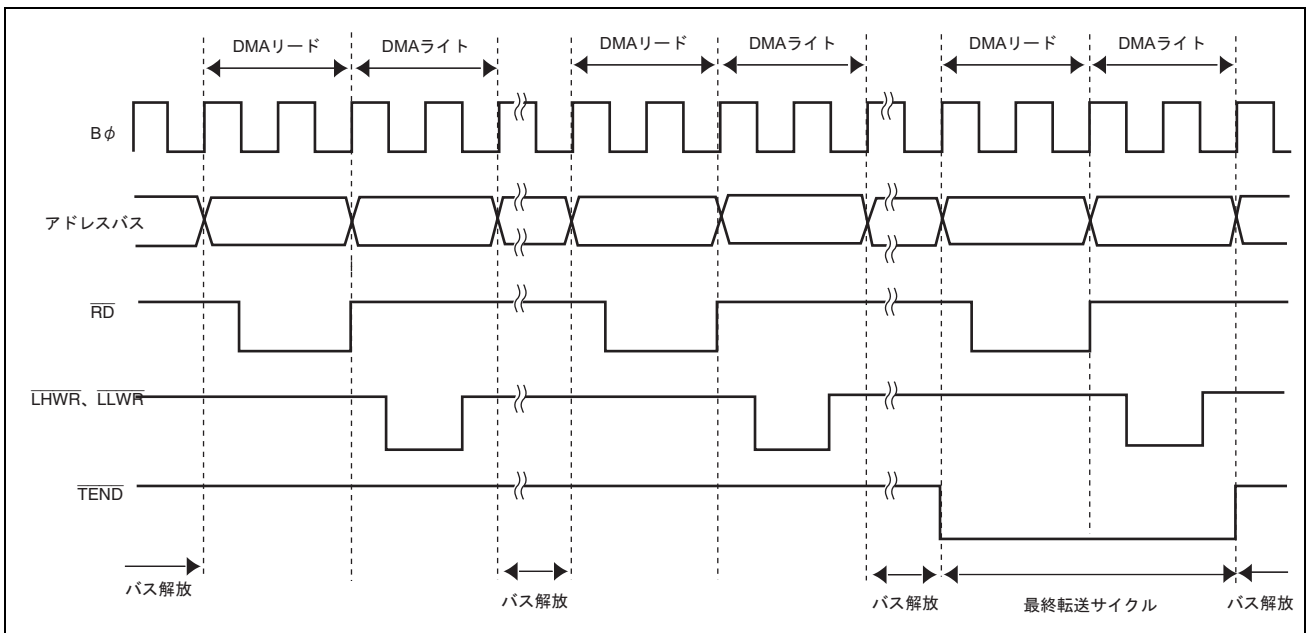 DMAリード DMAライト DMAリード DMAライト DMAリード DMAライト
Bφ
アドレスバス
RD
LHWR、LLWR
TEND
バス解放 バス解放 バス解放 最終転送サイクル バス解放